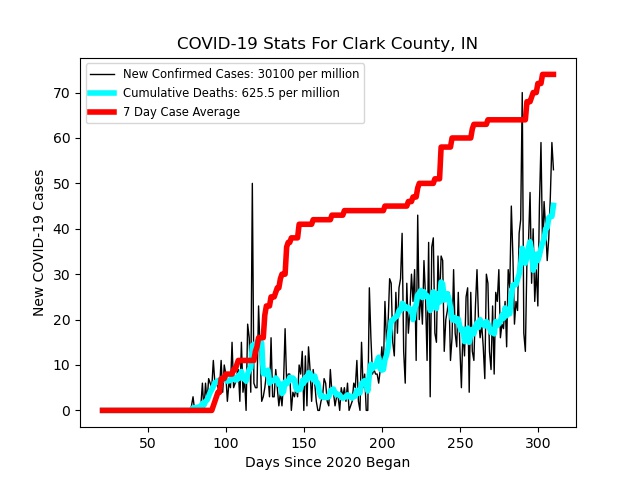 COVID-19 Stats For Clark County, IN
New Confirmed Cases: 30100 per million
Cumulative Deaths: 625.5 per million
7 Day Case Average
70
60
50
40
30
20
10
0
New COVID-19 Cases
50 100 150 200 250 300
Days Since 2020 Began